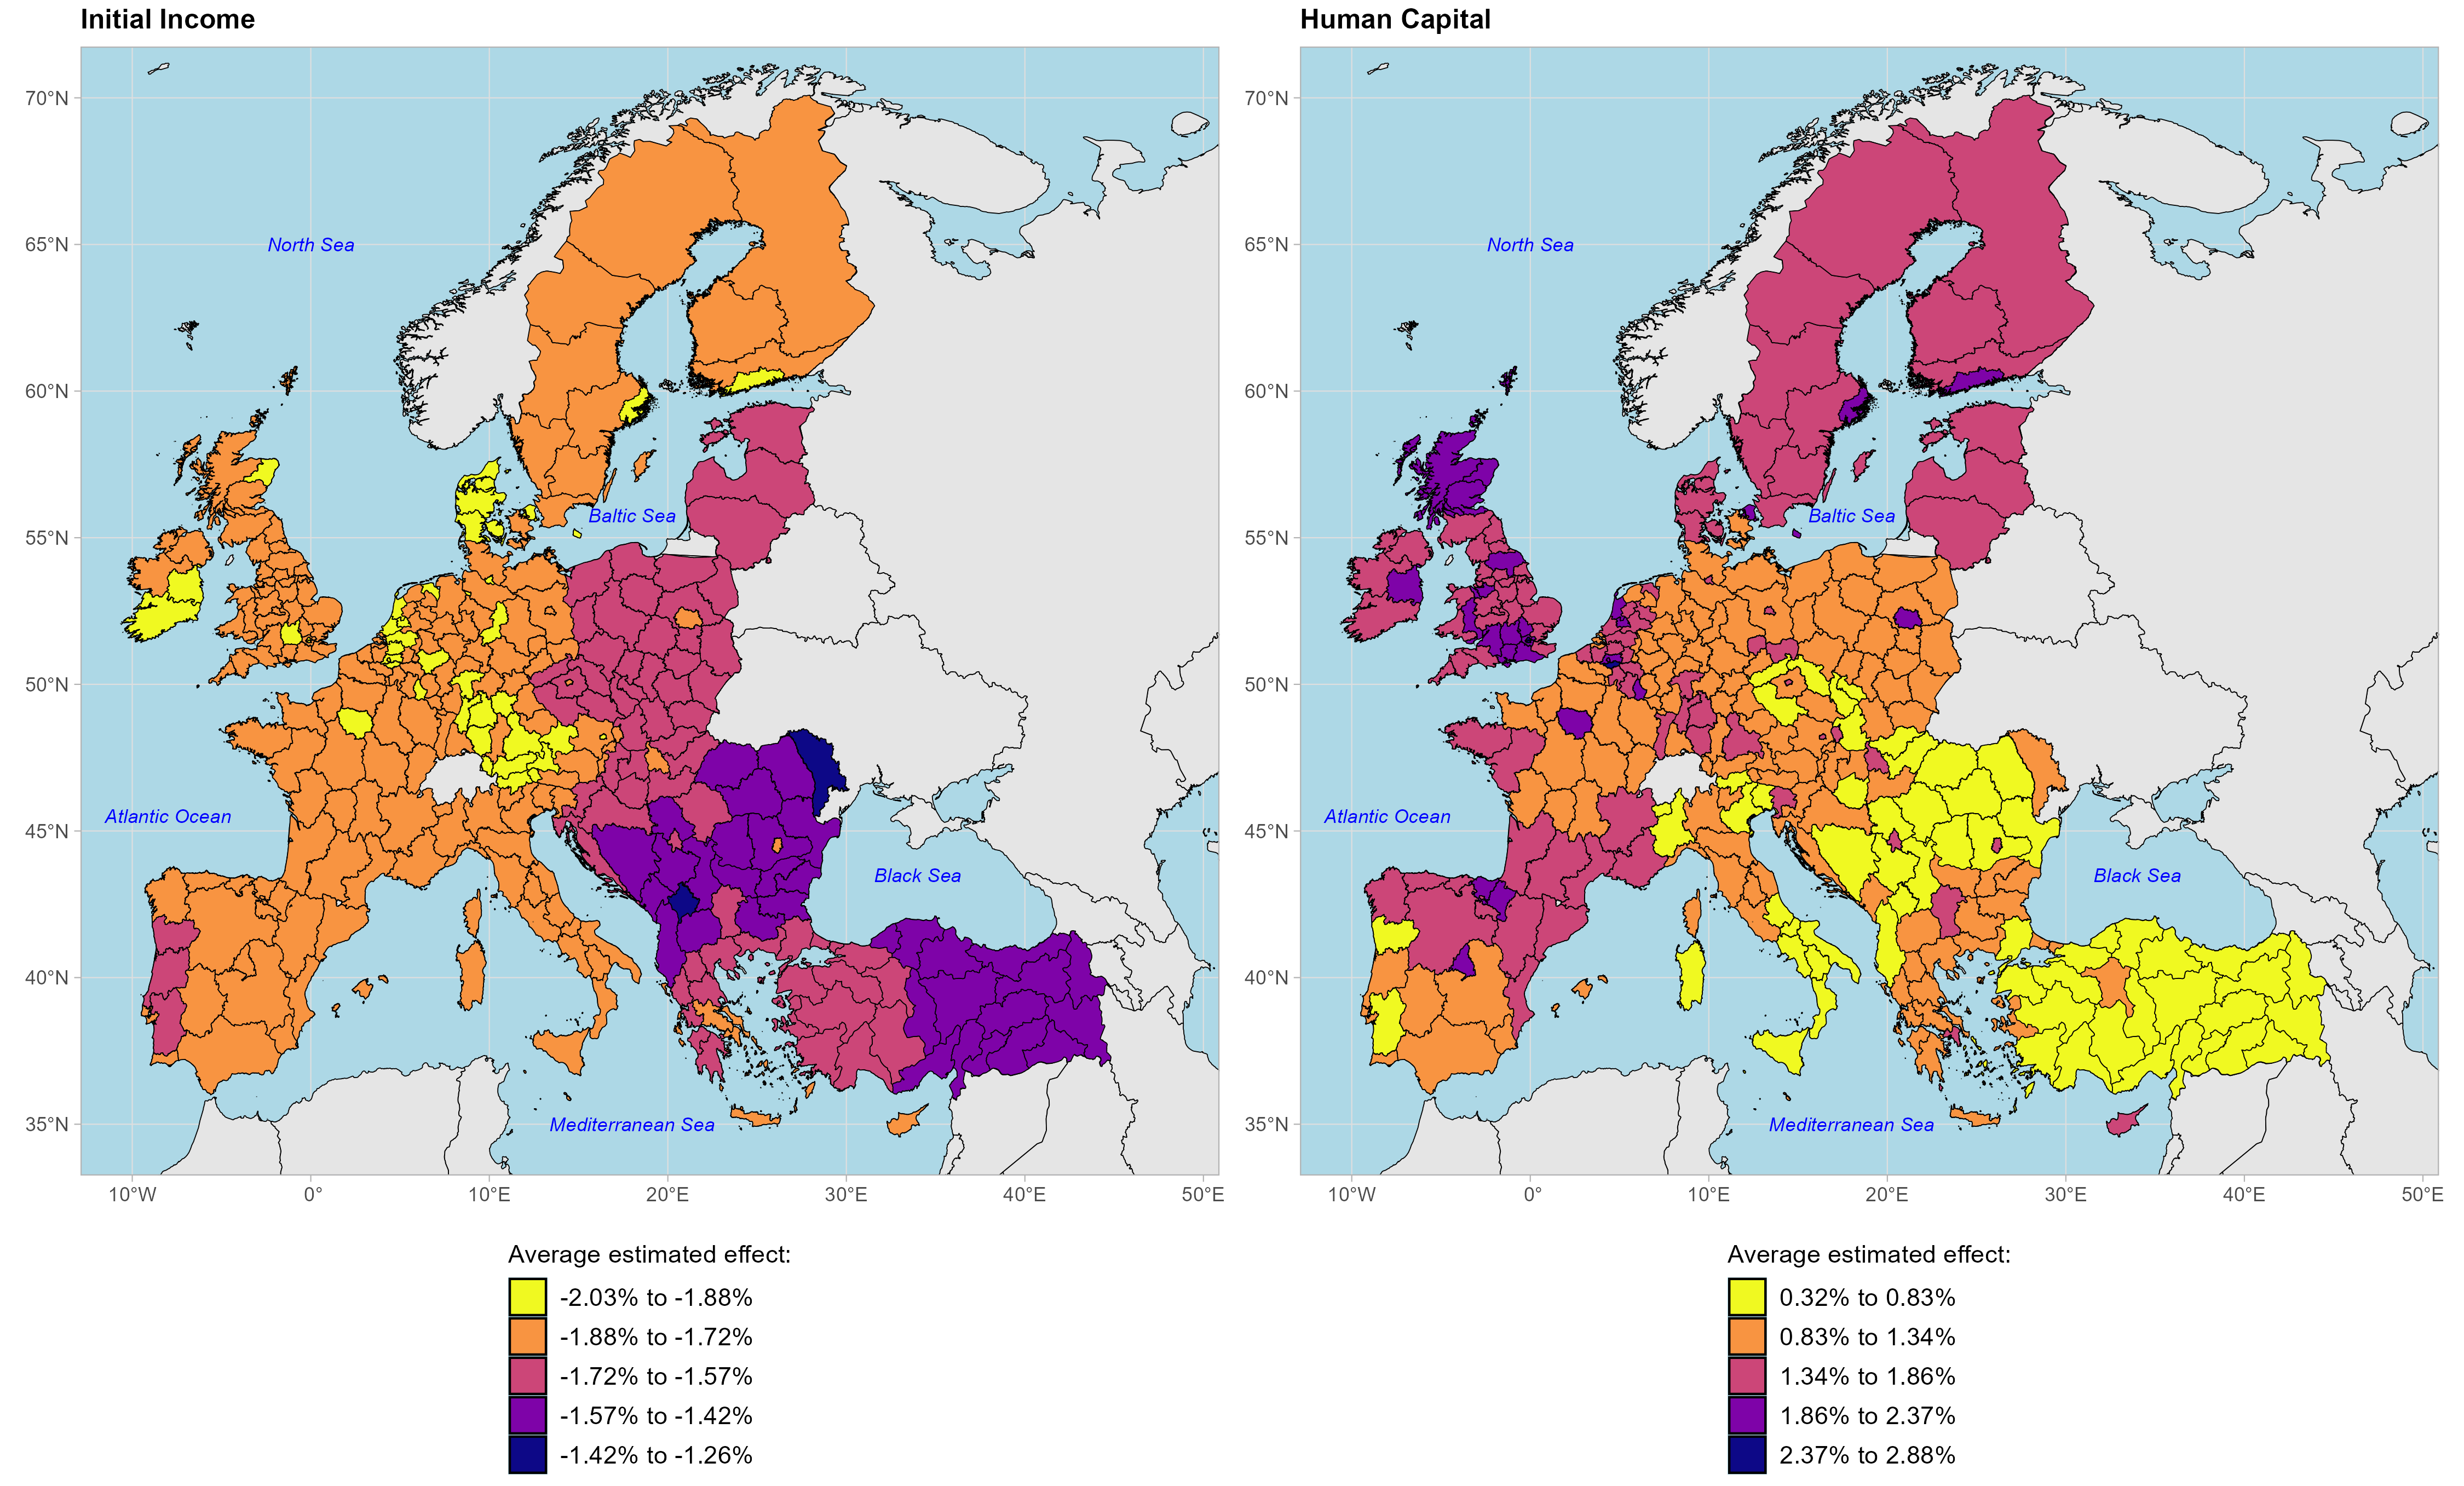 Initial Income
70°N
65°N
60°N
55°N
50°N
45°N
40°N
35°N
North Sea
Baltic Sea
Atlantic Ocean
Black Sea
Mediterranean Sea
10°W
0°
10°E
20°E
30°E
40°E
50°E
Average estimated effect:
-2.03% to -1.88%
-1.88% to -1.72%
-1.72% to -1.57%
-1.57% to -1.42%
-1.42% to -1.26%
Human Capital
70°N
65°N
60°N
55°N
50°N
45°N
40°N
35°N
North Sea
Baltic Sea
Atlantic Ocean
Black Sea
Mediterranean Sea
10°W
0°
10°E
20°E
30°E
40°E
50°E
Average estimated effect:
0.32% to 0.83%
0.83% to 1.34%
1.34% to 1.86%
1.86% to 2.37%
2.37% to 2.88%